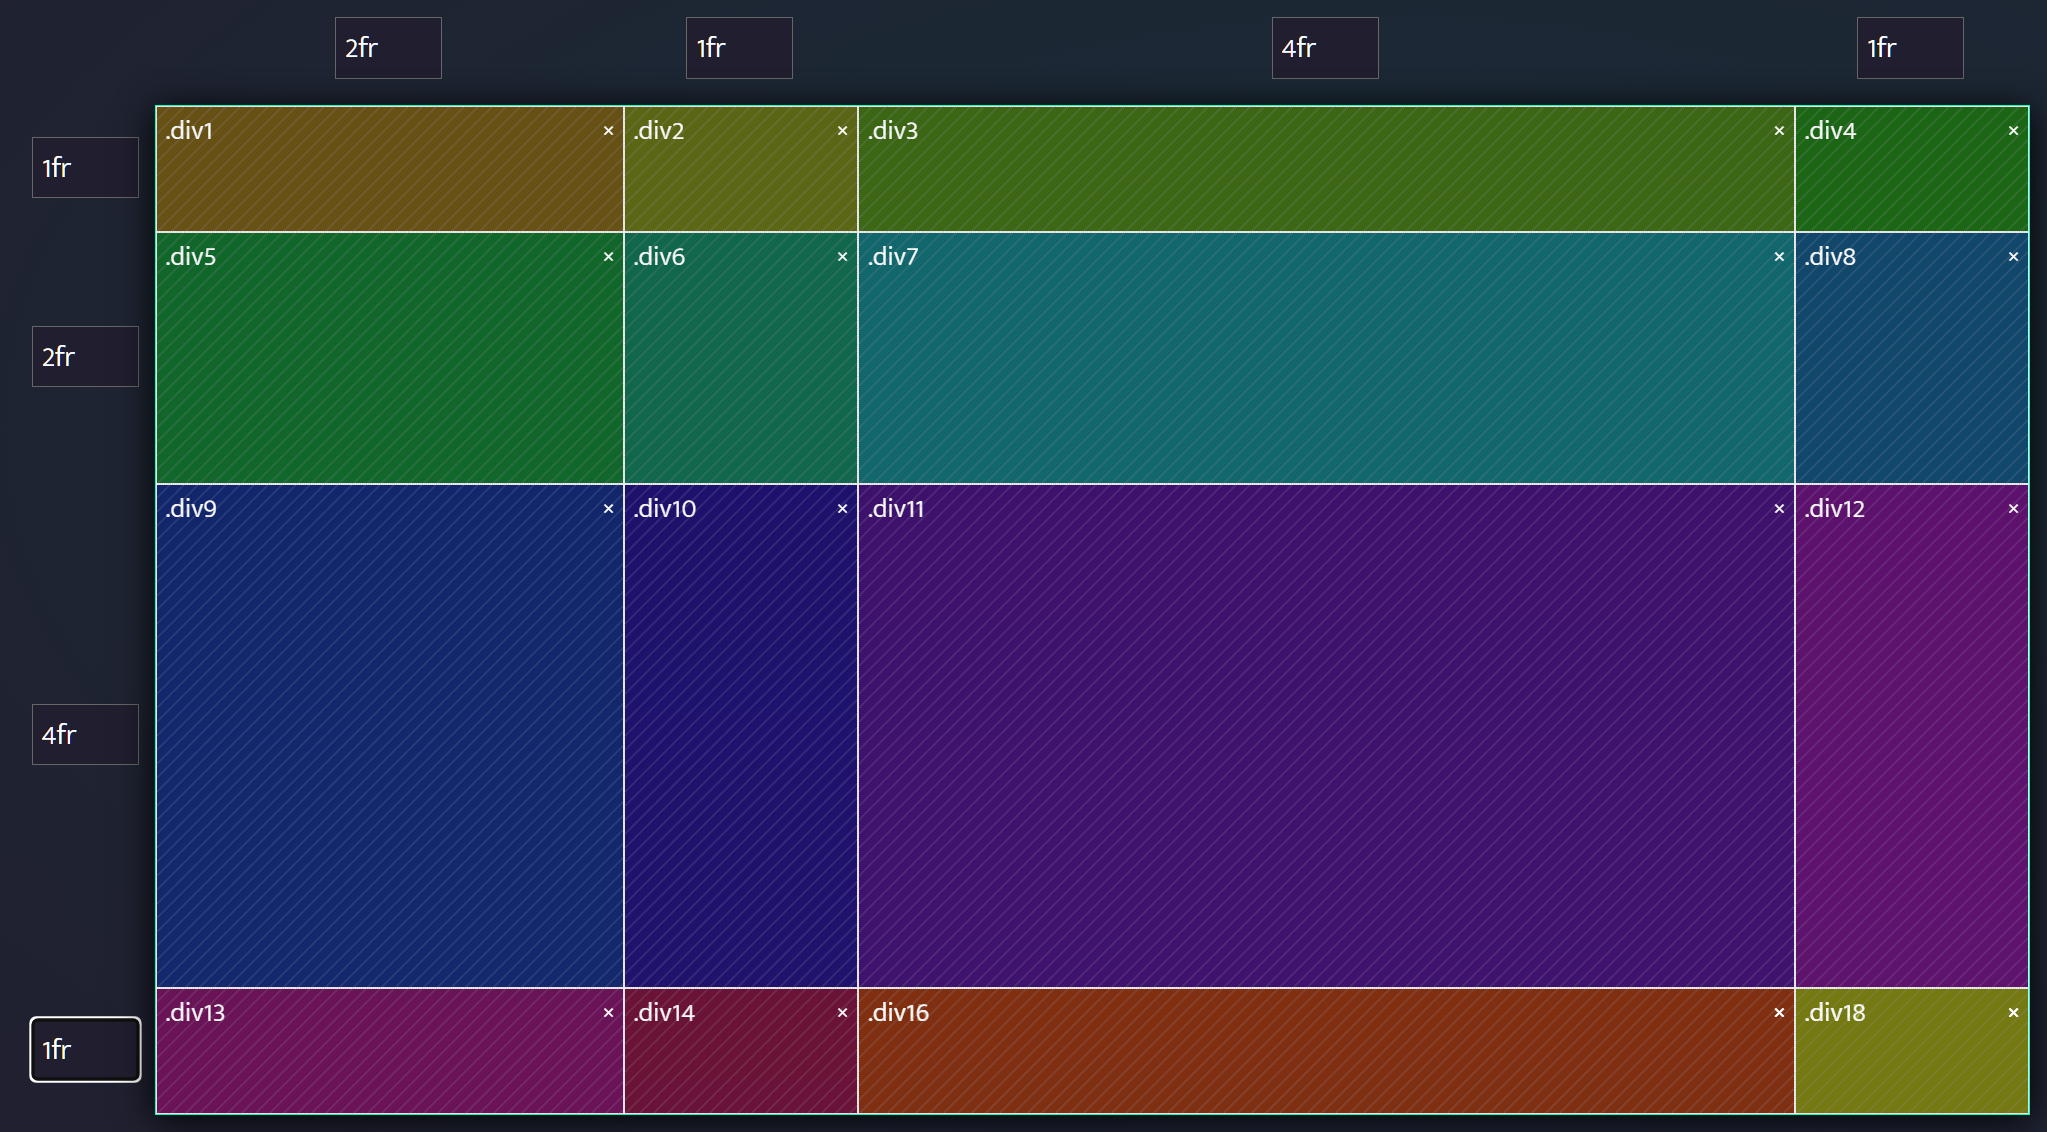 2fr 1fr 4fr 1fr
1fr .div1 × .div2 × .div3 × .div4 ×
2fr .div5 × .div6 × .div7 × .div8 ×
4fr .div9 × .div10 × .div11 × .div12 ×
1fr .div13 × .div14 × .div16 × .div18 ×